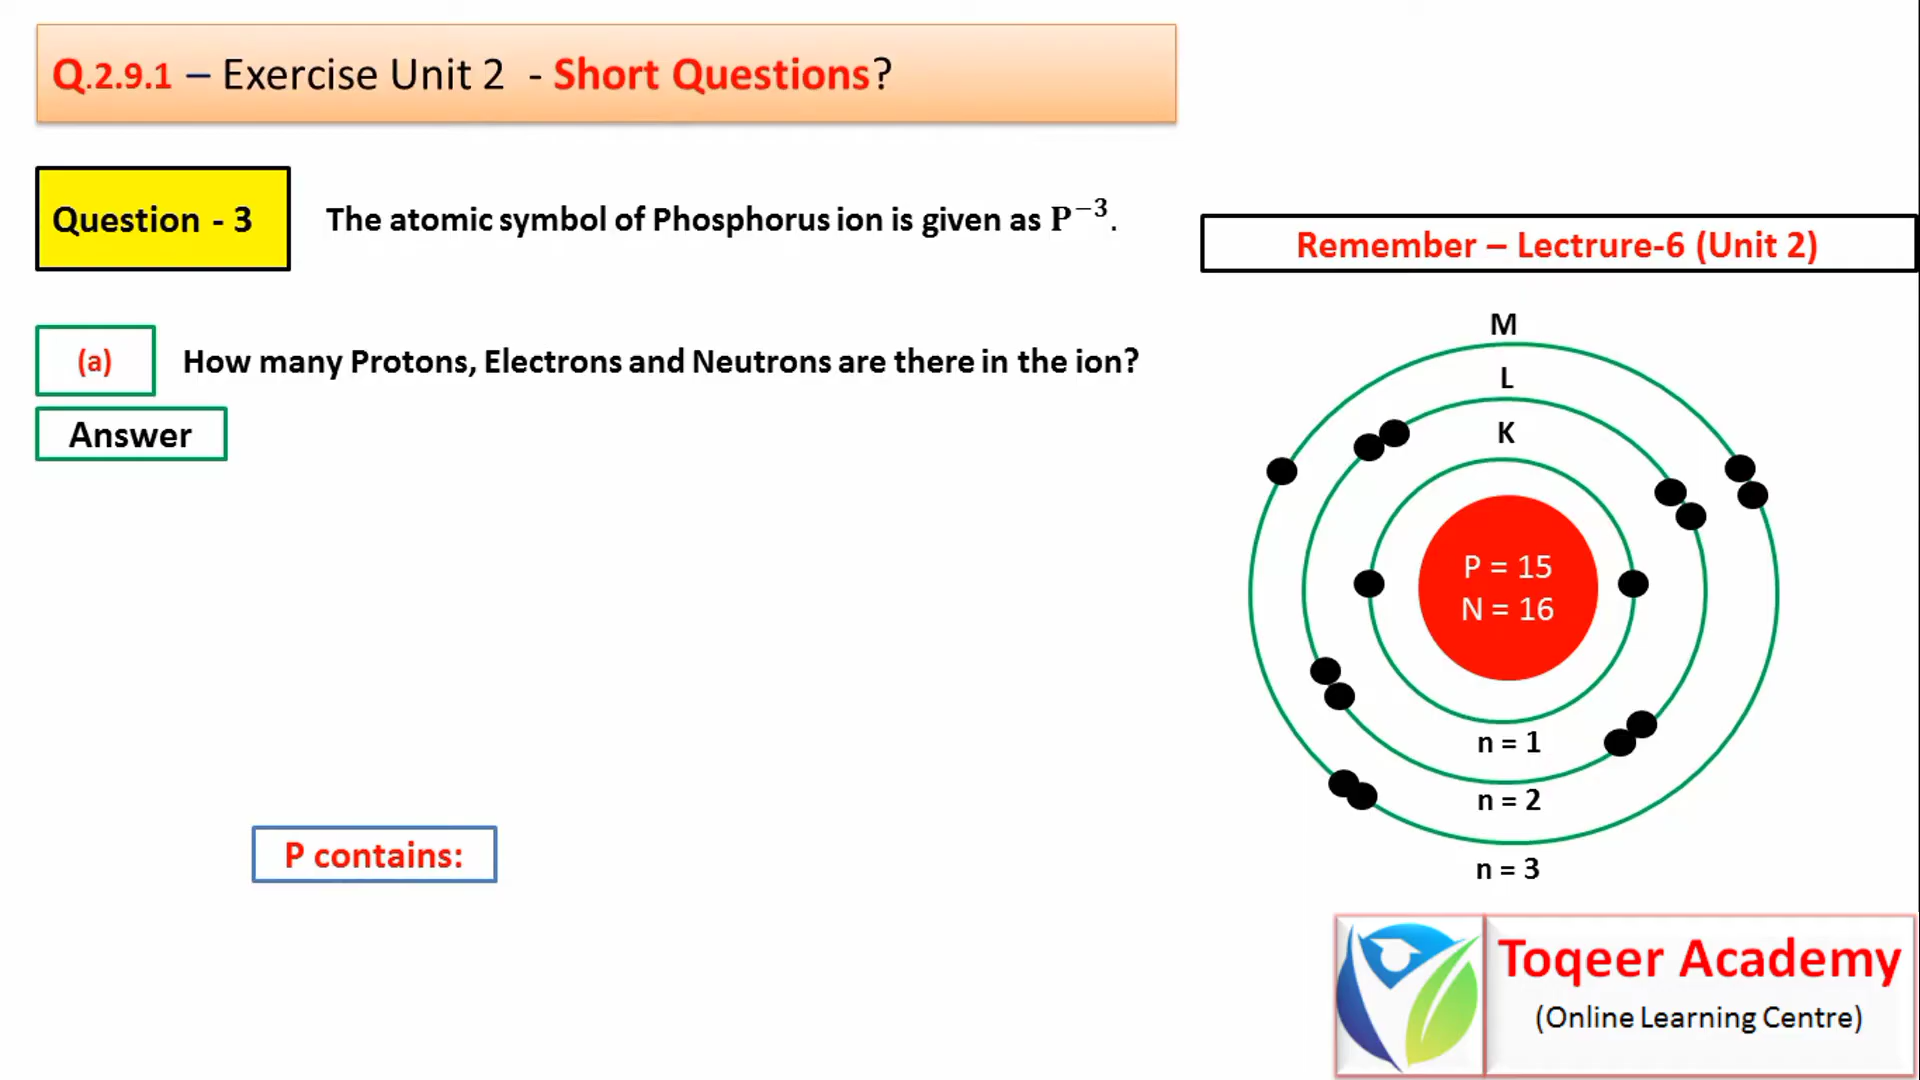 Q.2.9.1 – Exercise Unit 2 - Short Questions?
Question - 3
The atomic symbol of Phosphorus ion is given as P⁻³.
Remember – Lectrure-6 (Unit 2)
(a)
How many Protons, Electrons and Neutrons are there in the ion?
Answer
M
L
K
P = 15
N = 16
n = 1
n = 2
n = 3
P contains:
Toqeer Academy
(Online Learning Centre)